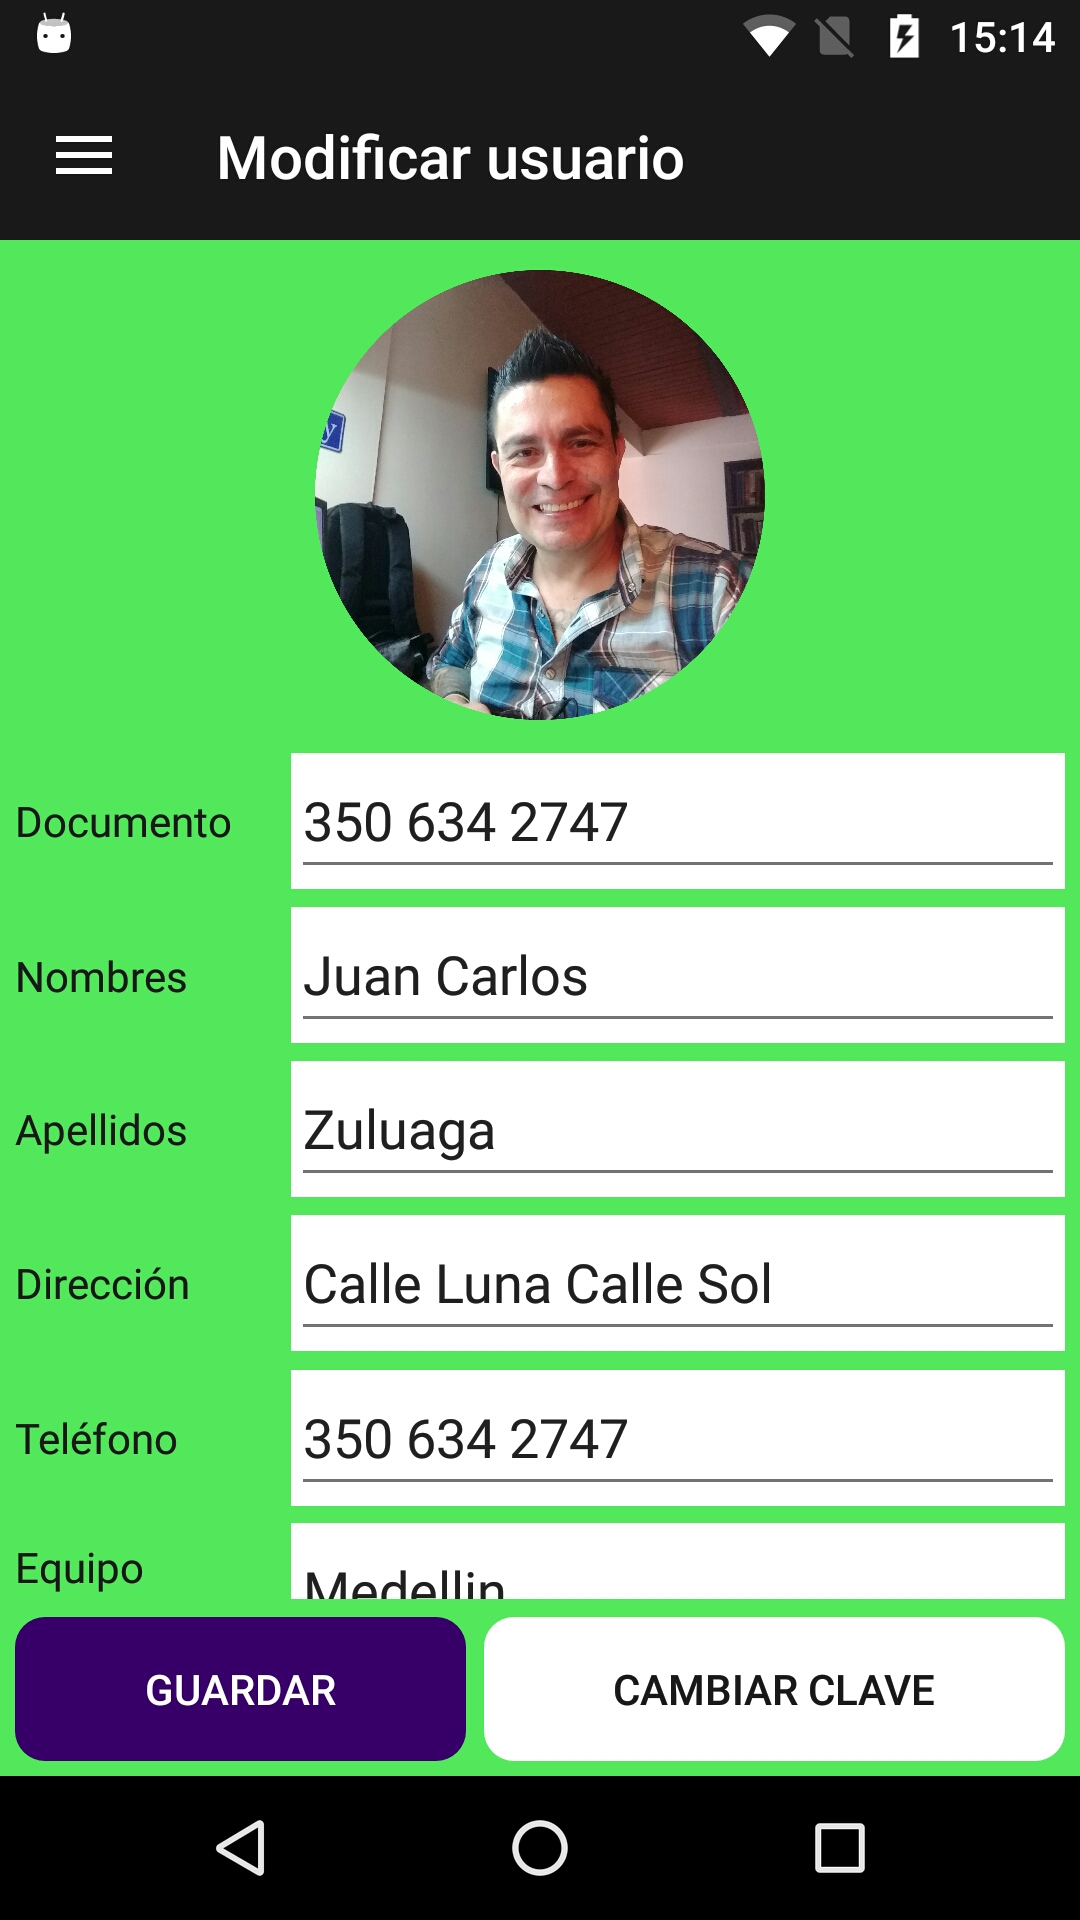 15:14
Modificar usuario
y
Documento 350 634 2747
Nombres Juan Carlos
Apellidos Zuluaga
Dirección Calle Luna Calle Sol
Teléfono 350 634 2747
Equipo Medellin
GUARDAR CAMBIAR CLAVE